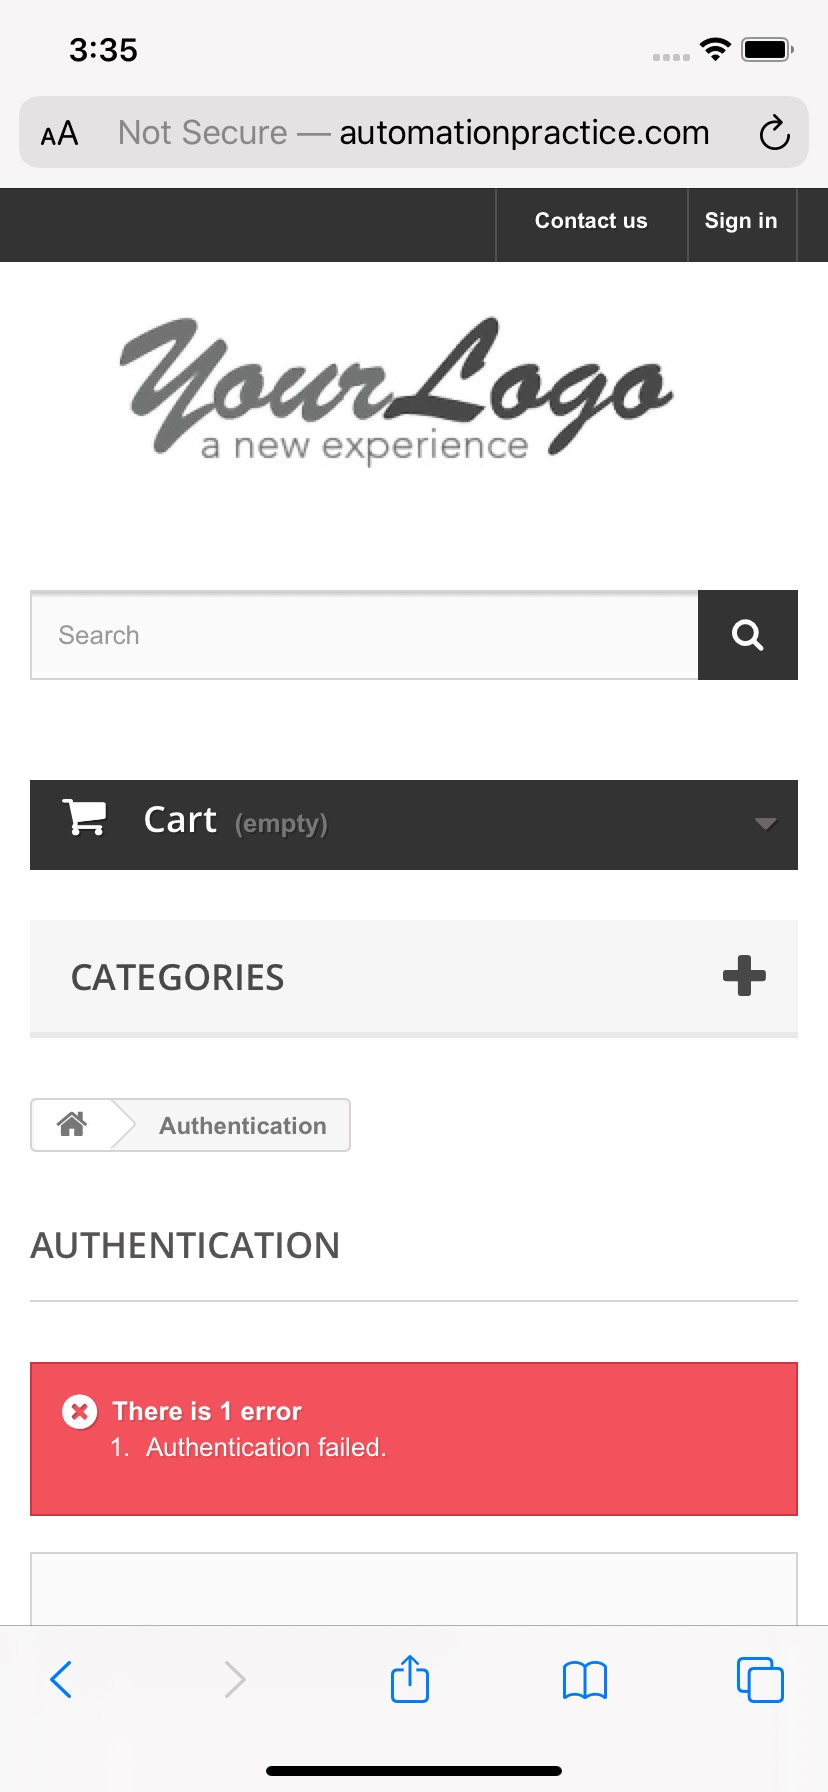 3:35
AA Not Secure — automationpractice.com
Contact us Sign in
YourLogo
a new experience
Search
Cart (empty)
CATEGORIES
Authentication
AUTHENTICATION
There is 1 error
1. Authentication failed.